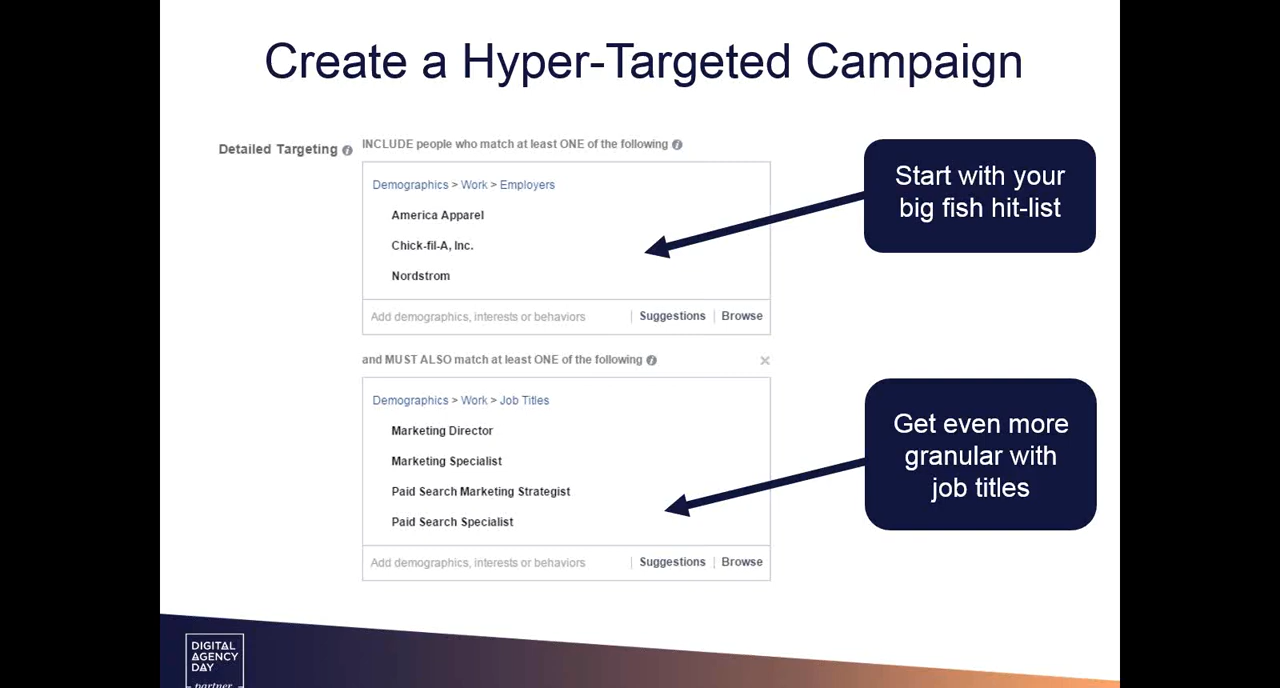 Create a Hyper-Targeted Campaign
Detailed Targeting
INCLUDE people who match at least ONE of the following
Demographics > Work > Employers
America Apparel
Chick-fil-A, Inc.
Nordstrom
Add demographics, interests or behaviors | Suggestions | Browse
Start with your
big fish hit-list
and MUST ALSO match at least ONE of the following
Demographics > Work > Job Titles
Marketing Director
Marketing Specialist
Paid Search Marketing Strategist
Paid Search Specialist
Add demographics, interests or behaviors | Suggestions | Browse
Get even more
granular with
job titles
DIGITAL
AGENCY
DAY
partner